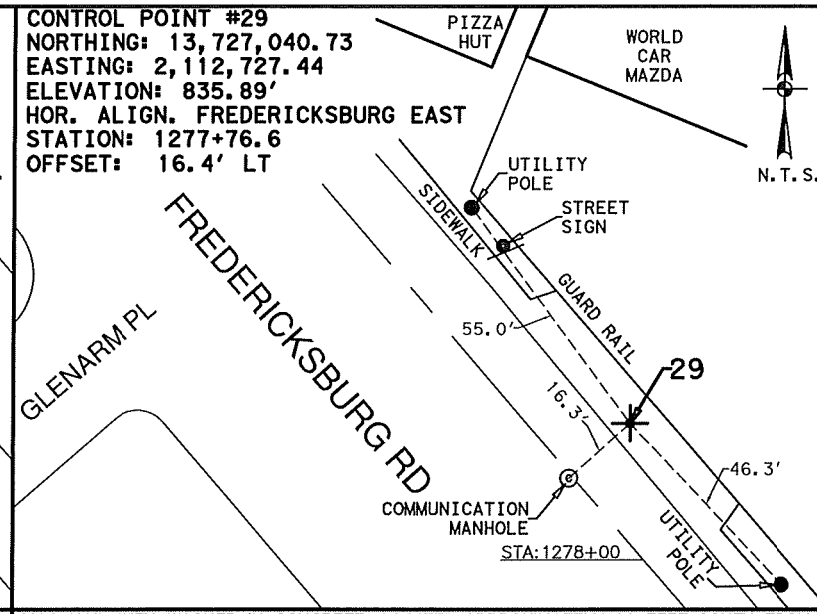 CONTROL POINT #29
NORTHING: 13,727,040.73
EASTING: 2,112,727.44
ELEVATION: 835.89'
HOR. ALIGN. FREDERICKSBURG EAST
STATION: 1277+76.6
OFFSET: 16.4' LT
PIZZA
HUT
WORLD
CAR
MAZDA
N.T.S.
UTILITY
POLE
STREET
SIGN
SIDEWALK
GUARD RAIL
FREDERICKSBURG RD
GLENARM PL
55.0'
29
16.3'
46.3'
COMMUNICATION
MANHOLE
STA:1278+00
UTILITY
POLE